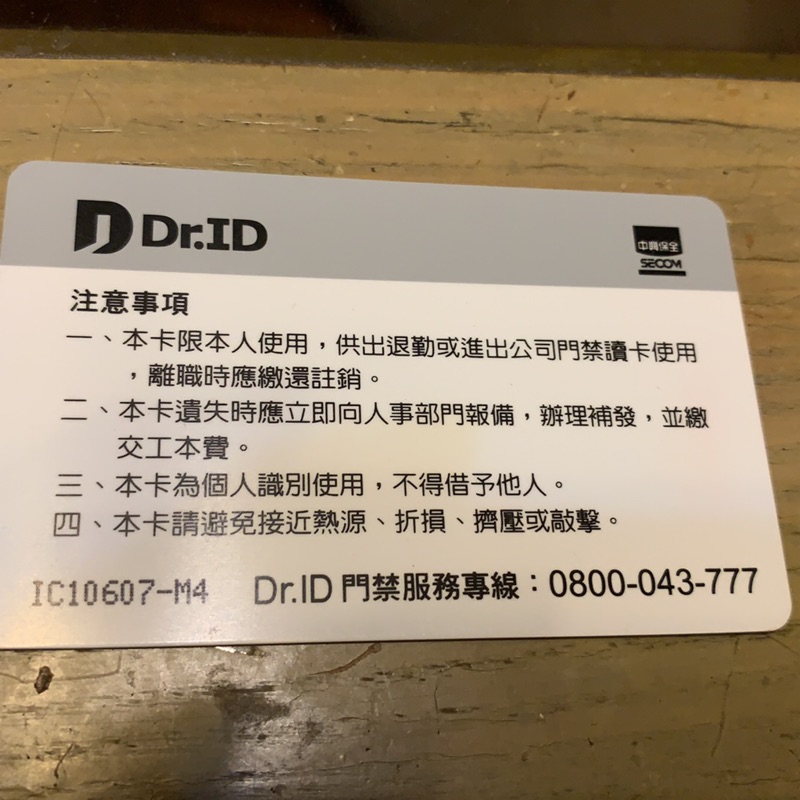 Dr.ID
中興保全
SECOM
注意事項
一、本卡限本人使用，供出退勤或進出公司門禁讀卡使用
，離職時應繳還註銷。
二、本卡遺失時應立即向人事部門報備，辦理補發，並繳
交工本費。
三、本卡為個人識別使用，不得借予他人。
四、本卡請避免接近熱源、折損、擠壓或敲擊。
IC10607-M4 Dr.ID 門禁服務專線：0800-043-777